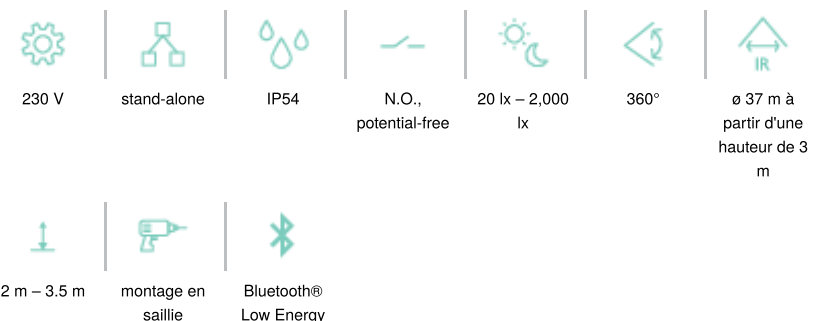 230 V
stand-alone
IP54
N.O.,
potential-free
20 lx – 2,000
lx
360°
ø 37 m à
partir d'une
hauteur de 3
m
IR
2 m – 3.5 m
montage en
saillie
Bluetooth®
Low Energy